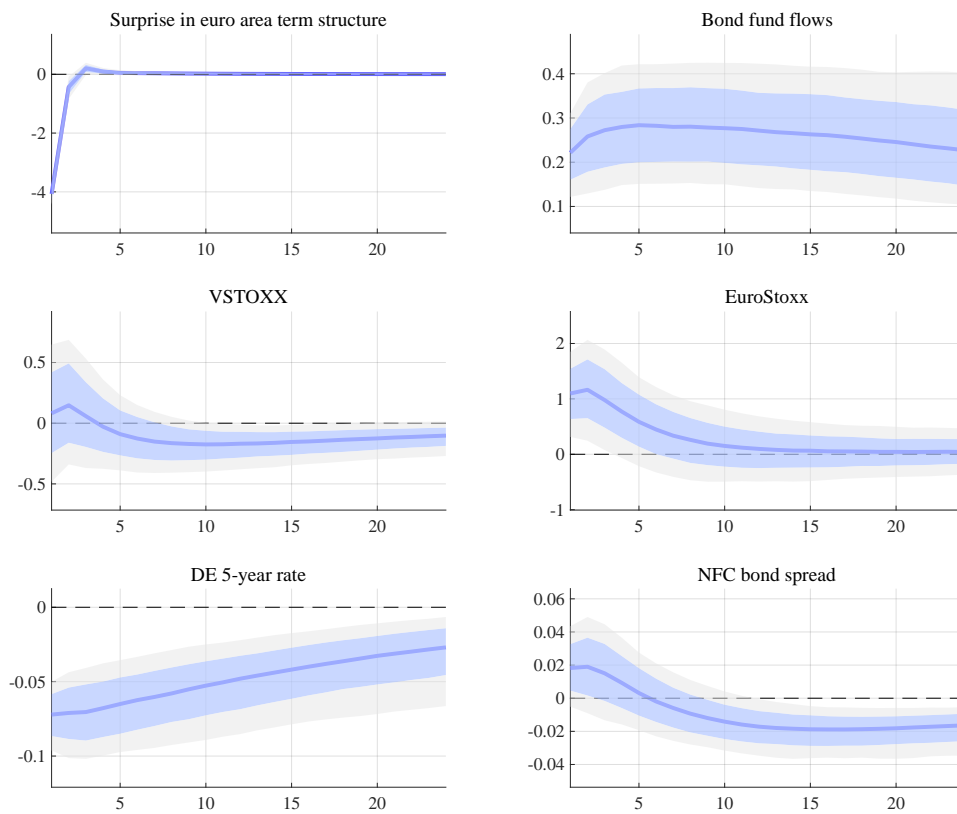 Surprise in euro area term structure
0
-2
-4
5 10 15 20
Bond fund flows
0.4
0.3
0.2
0.1
5 10 15 20
VSTOXX
0.5
0
-0.5
5 10 15 20
EuroStoxx
2
1
0
-1
5 10 15 20
DE 5-year rate
0
-0.05
-0.1
5 10 15 20
NFC bond spread
0.06
0.04
0.02
0
-0.02
-0.04
5 10 15 20